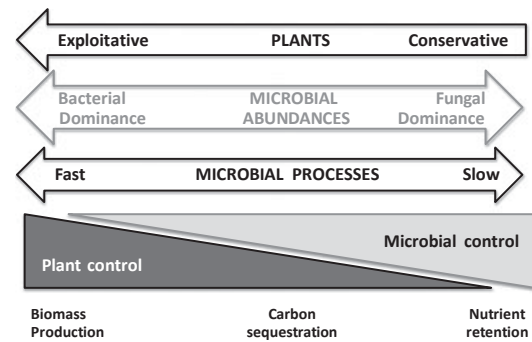 Exploitative PLANTS Conservative
Bacterial MICROBIAL Fungal
Dominance ABUNDANCES Dominance
Fast MICROBIAL PROCESSES Slow
Microbial control
Plant control
Biomass Carbon Nutrient
Production sequestration retention